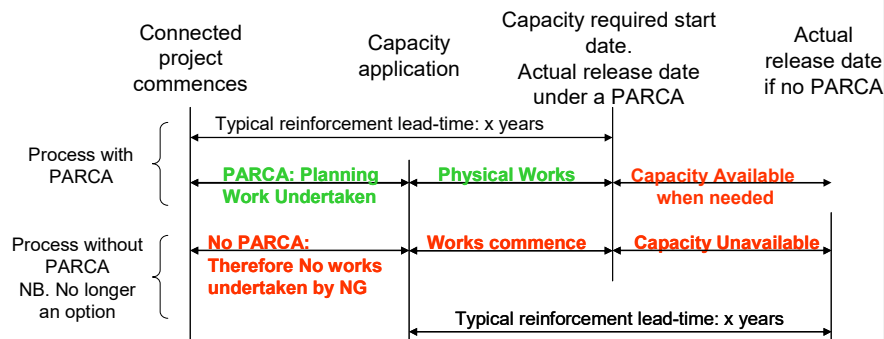 Connected
project
commences
Capacity
application
Capacity required start
date.
Actual release date
under a PARCA
Actual
release date
if no PARCA
Typical reinforcement lead-time: x years
Process with
PARCA
PARCA: Planning
Work Undertaken
Physical Works
Capacity Available
when needed
Process without
PARCA
NB. No longer
an option
No PARCA:
Therefore No works
undertaken by NG
Works commence
Capacity Unavailable
Typical reinforcement lead-time: x years